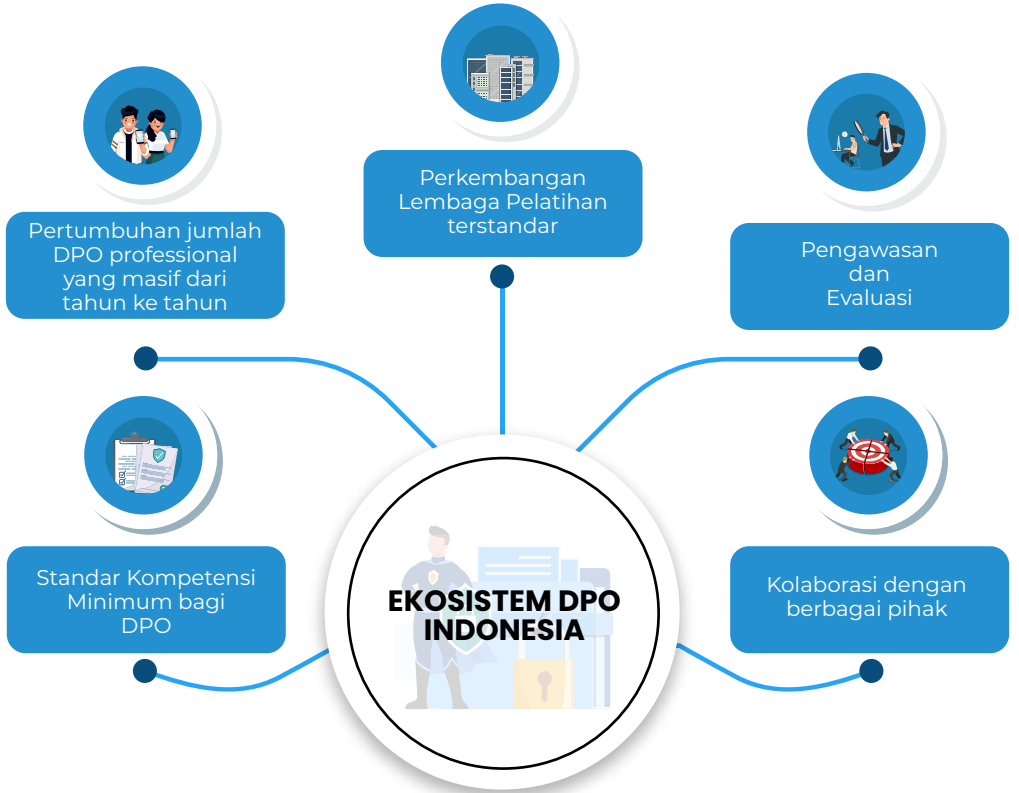 Perkembangan
Lembaga Pelatihan
terstandar
Pertumbuhan jumlah
DPO professional
yang masif dari
tahun ke tahun
Pengawasan
dan
Evaluasi
Standar Kompetensi
Minimum bagi
DPO
EKOSISTEM DPO
INDONESIA
Kolaborasi dengan
berbagai pihak